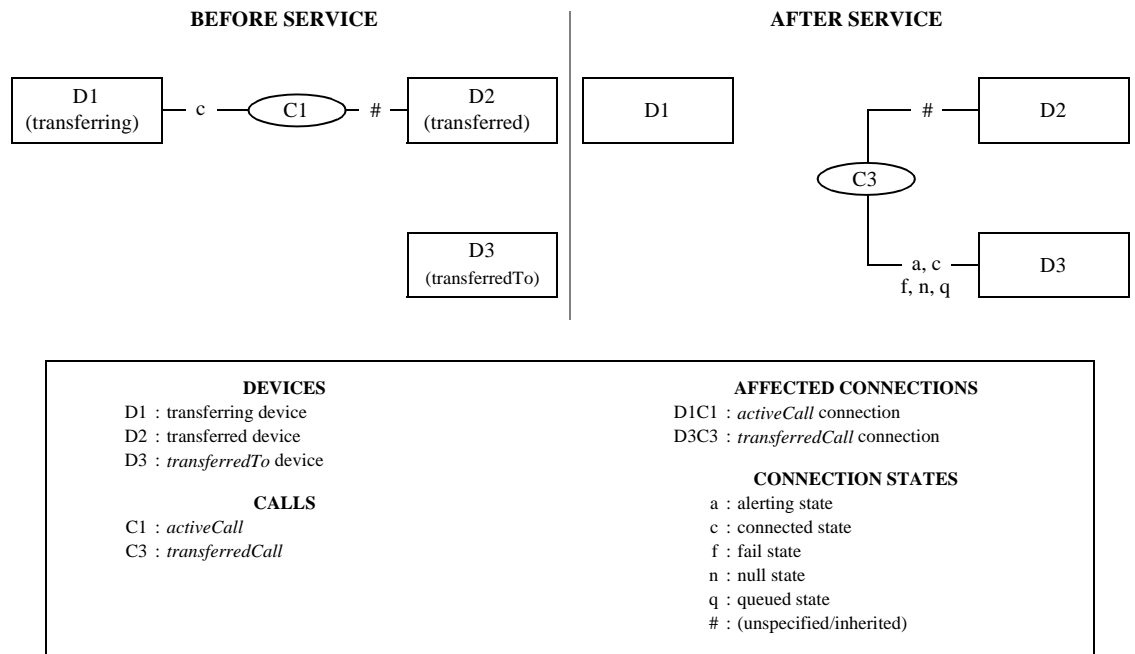 BEFORE SERVICE
AFTER SERVICE
D1
(transferring)
c
C1
#
D2
(transferred)
D3
(transferredTo)
D1
#
D2
C3
a, c
f, n, q
D3
DEVICES
D1 : transferring device
D2 : transferred device
D3 : transferredTo device
CALLS
C1 : activeCall
C3 : transferredCall
AFFECTED CONNECTIONS
D1C1 : activeCall connection
D3C3 : transferredCall connection
CONNECTION STATES
a : alerting state
c : connected state
f : fail state
n : null state
q : queued state
# : (unspecified/inherited)